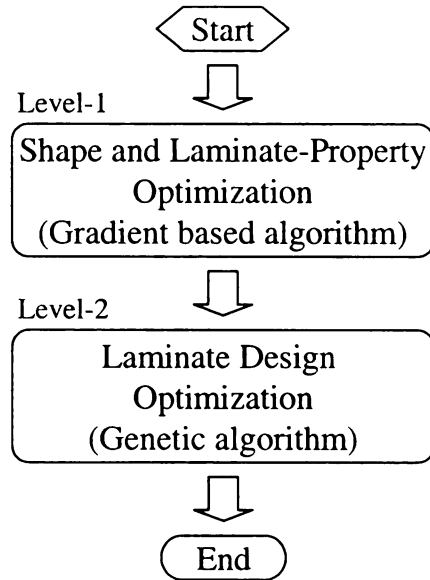 Start
Level-1
Shape and Laminate-Property
Optimization
(Gradient based algorithm)
Level-2
Laminate Design
Optimization
(Genetic algorithm)
End